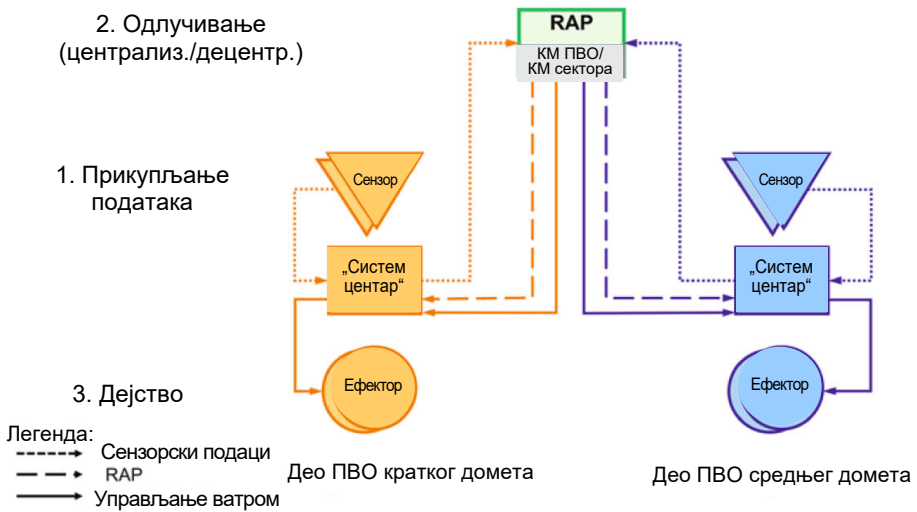 2. Одлучивање
(централиз./децентр.)
RAP
КМ ПВО/
КМ сектора
1. Прикупљање
података
Сензор
Сензор
„Систем
центар“
„Систем
центар“
Ефектор
Ефектор
3. Дејство
Легенда:
Сензорски подаци
RAP
Управљање ватром
Део ПВО кратког домета
Део ПВО средњег домета